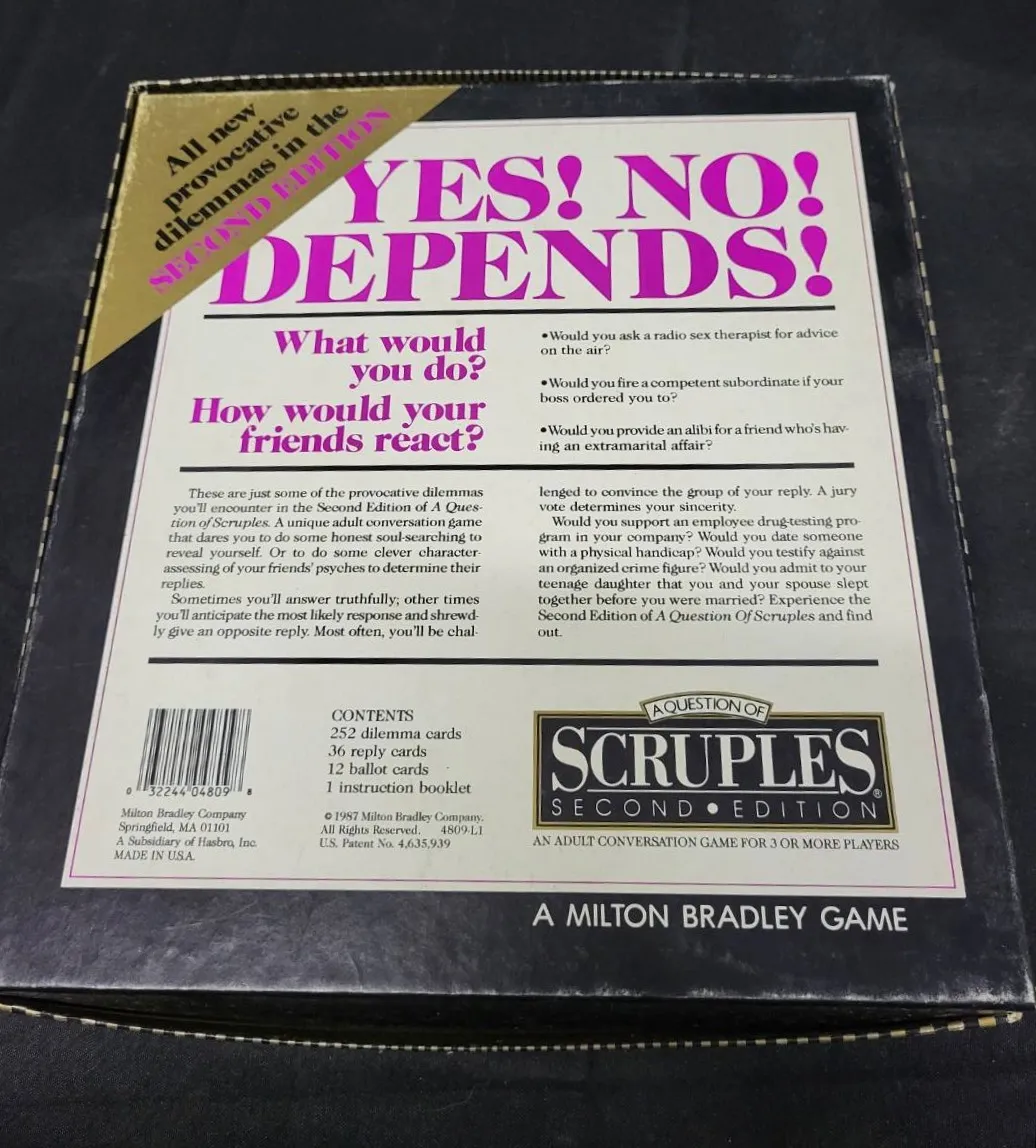 All new
provocative
dilemmas in the
SECOND EDITION
YES! NO!
DEPENDS!
What would
you do?
How would your
friends react?
•Would you ask a radio sex therapist for advice
on the air?
•Would you fire a competent subordinate if your
boss ordered you to?
•Would you provide an alibi for a friend who's hav-
ing an extramarital affair?
These are just some of the provocative dilemmas
you'll encounter in the Second Edition of A Ques-
tion of Scruples. A unique adult conversation game
that dares you to do some honest soul-searching to
reveal yourself. Or to do some clever character-
assessing of your friends' psyches to determine their
replies.
Sometimes you'll answer truthfully; other times
you'll anticipate the most likely response and shrewd-
ly give an opposite reply. Most often, you'll be chal-
lenged to convince the group of your reply. A jury
vote determines your sincerity.
Would you support an employee drug-testing pro-
gram in your company? Would you date someone
with a physical handicap? Would you testify against
an organized crime figure? Would you admit to your
teenage daughter that you and your spouse slept
together before you were married? Experience the
Second Edition of A Question Of Scruples and find
out.
0 32244 04809 8
Milton Bradley Company
Springfield, MA 01101
A Subsidiary of Hasbro, Inc.
MADE IN U.S.A.
CONTENTS
252 dilemma cards
36 reply cards
12 ballot cards
1 instruction booklet
© 1987 Milton Bradley Company.
All Rights Reserved. 4809-L1
U.S. Patent No. 4,635,939
A QUESTION OF
SCRUPLES®
SECOND • EDITION
AN ADULT CONVERSATION GAME FOR 3 OR MORE PLAYERS
A MILTON BRADLEY GAME